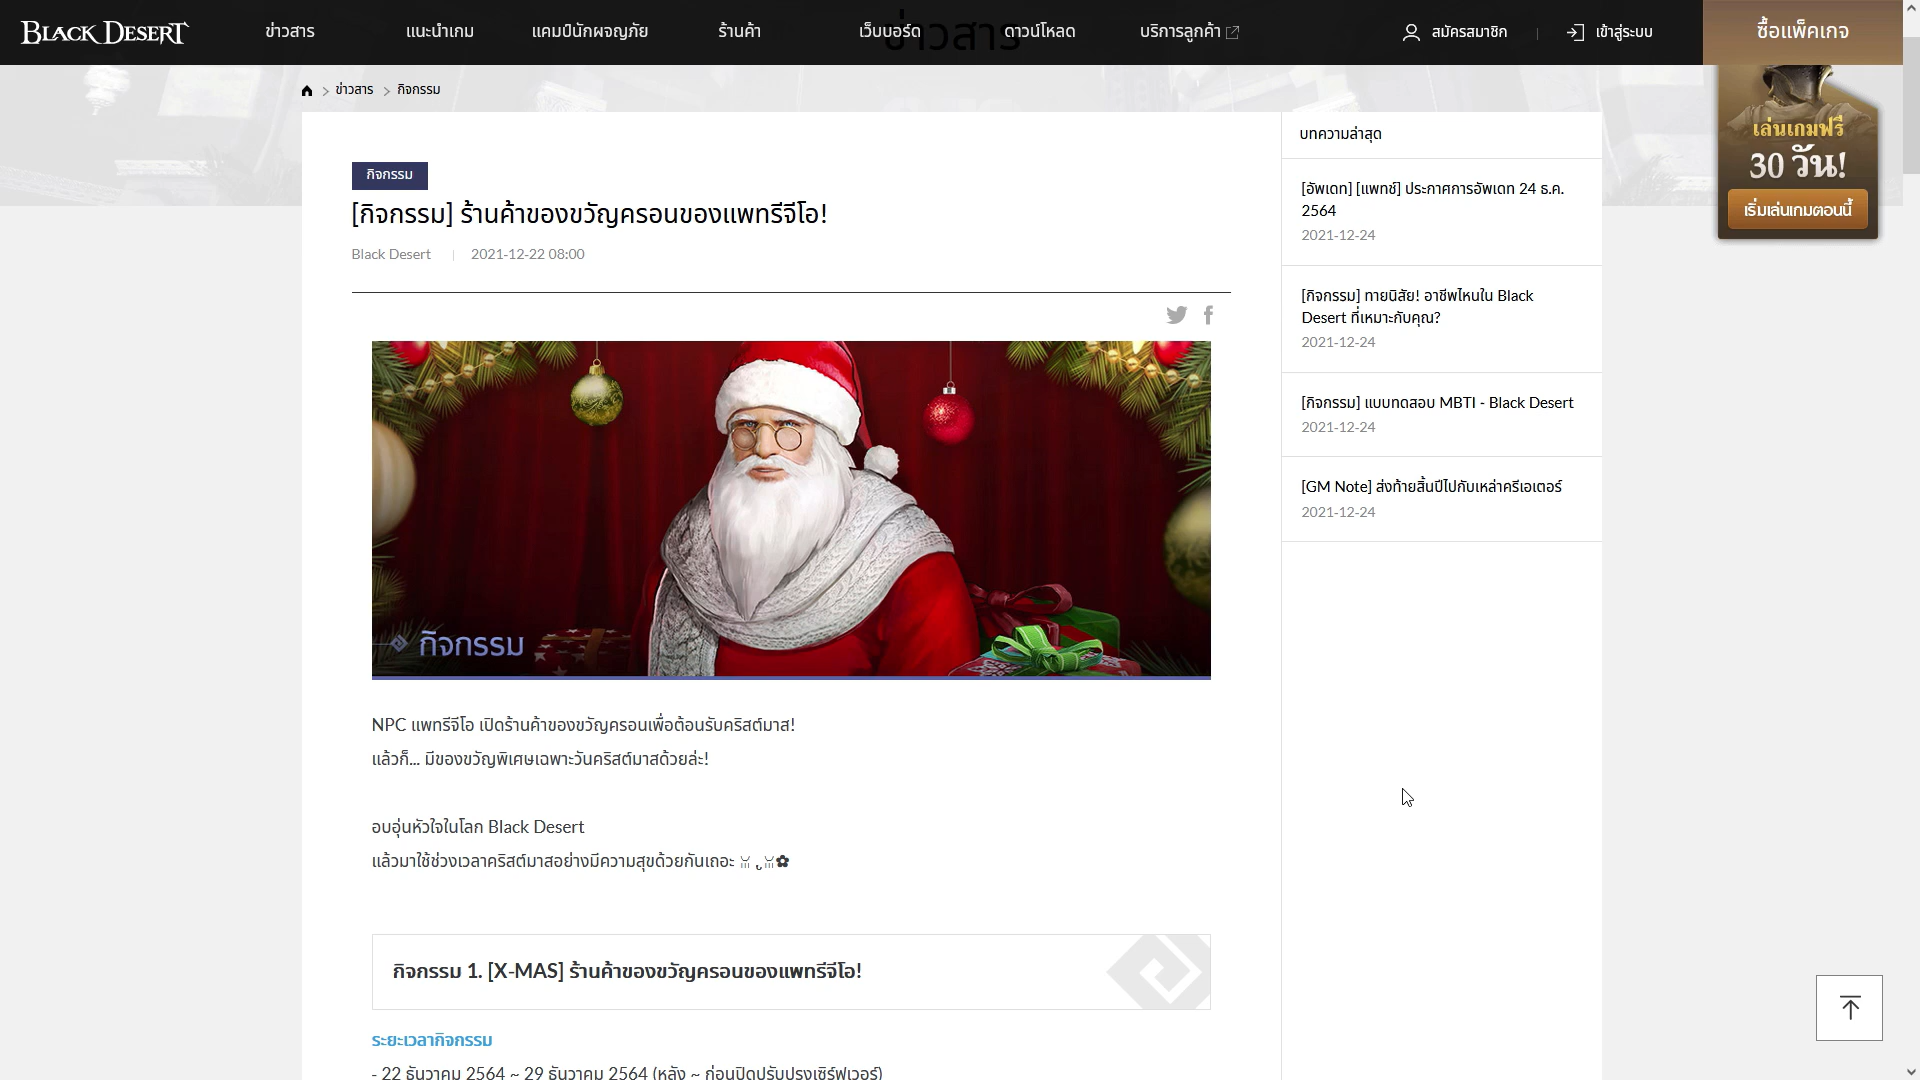 BLACK DESERT
ข่าวสาร
แนะนำเกม
แคมป์นักผจญภัย
ร้านค้า
เว็บบอร์ด
ดาวน์โหลด
บริการลูกค้า
สมัครสมาชิก
เข้าสู่ระบบ
ซื้อแพ็คเกจ
ข่าวสาร
ข่าวสาร > กิจกรรม
เล่นเกมฟรี
30 วัน!
เริ่มเล่นเกมตอนนี้
กิจกรรม
[กิจกรรม] ร้านค้าของขวัญครอนของแพทรีจีโอ!
Black Desert | 2021-12-22 08:00
กิจกรรม
NPC แพทรีจีโอ เปิดร้านค้าของขวัญครอนเพื่อต้อนรับคริสต์มาส!
แล้วก็... มีของขวัญพิเศษเฉพาะวันคริสต์มาสด้วยล่ะ!
อบอุ่นหัวใจในโลก Black Desert
แล้วมาใช้ช่วงเวลาคริสต์มาสอย่างมีความสุขด้วยกันเถอะ
กิจกรรม 1. [X-MAS] ร้านค้าของขวัญครอนของแพทรีจีโอ!
ระยะเวลากิจกรรม
- 22 ธันวาคม 2564 ~ 29 ธันวาคม 2564 (หลัง ~ ก่อนปิดปรับปรุงเซิร์ฟเวอร์)
บทความล่าสุด
[อัพเดท] [แพทช์] ประกาศการอัพเดท 24 ธ.ค.
2564
2021-12-24
[กิจกรรม] ทายนิสัย! อาชีพไหนใน Black
Desert ที่เหมาะกับคุณ?
2021-12-24
[กิจกรรม] แบบทดสอบ MBTI - Black Desert
2021-12-24
[GM Note] ส่งท้ายสิ้นปีไปกับเหล่าครีเอเตอร์
2021-12-24